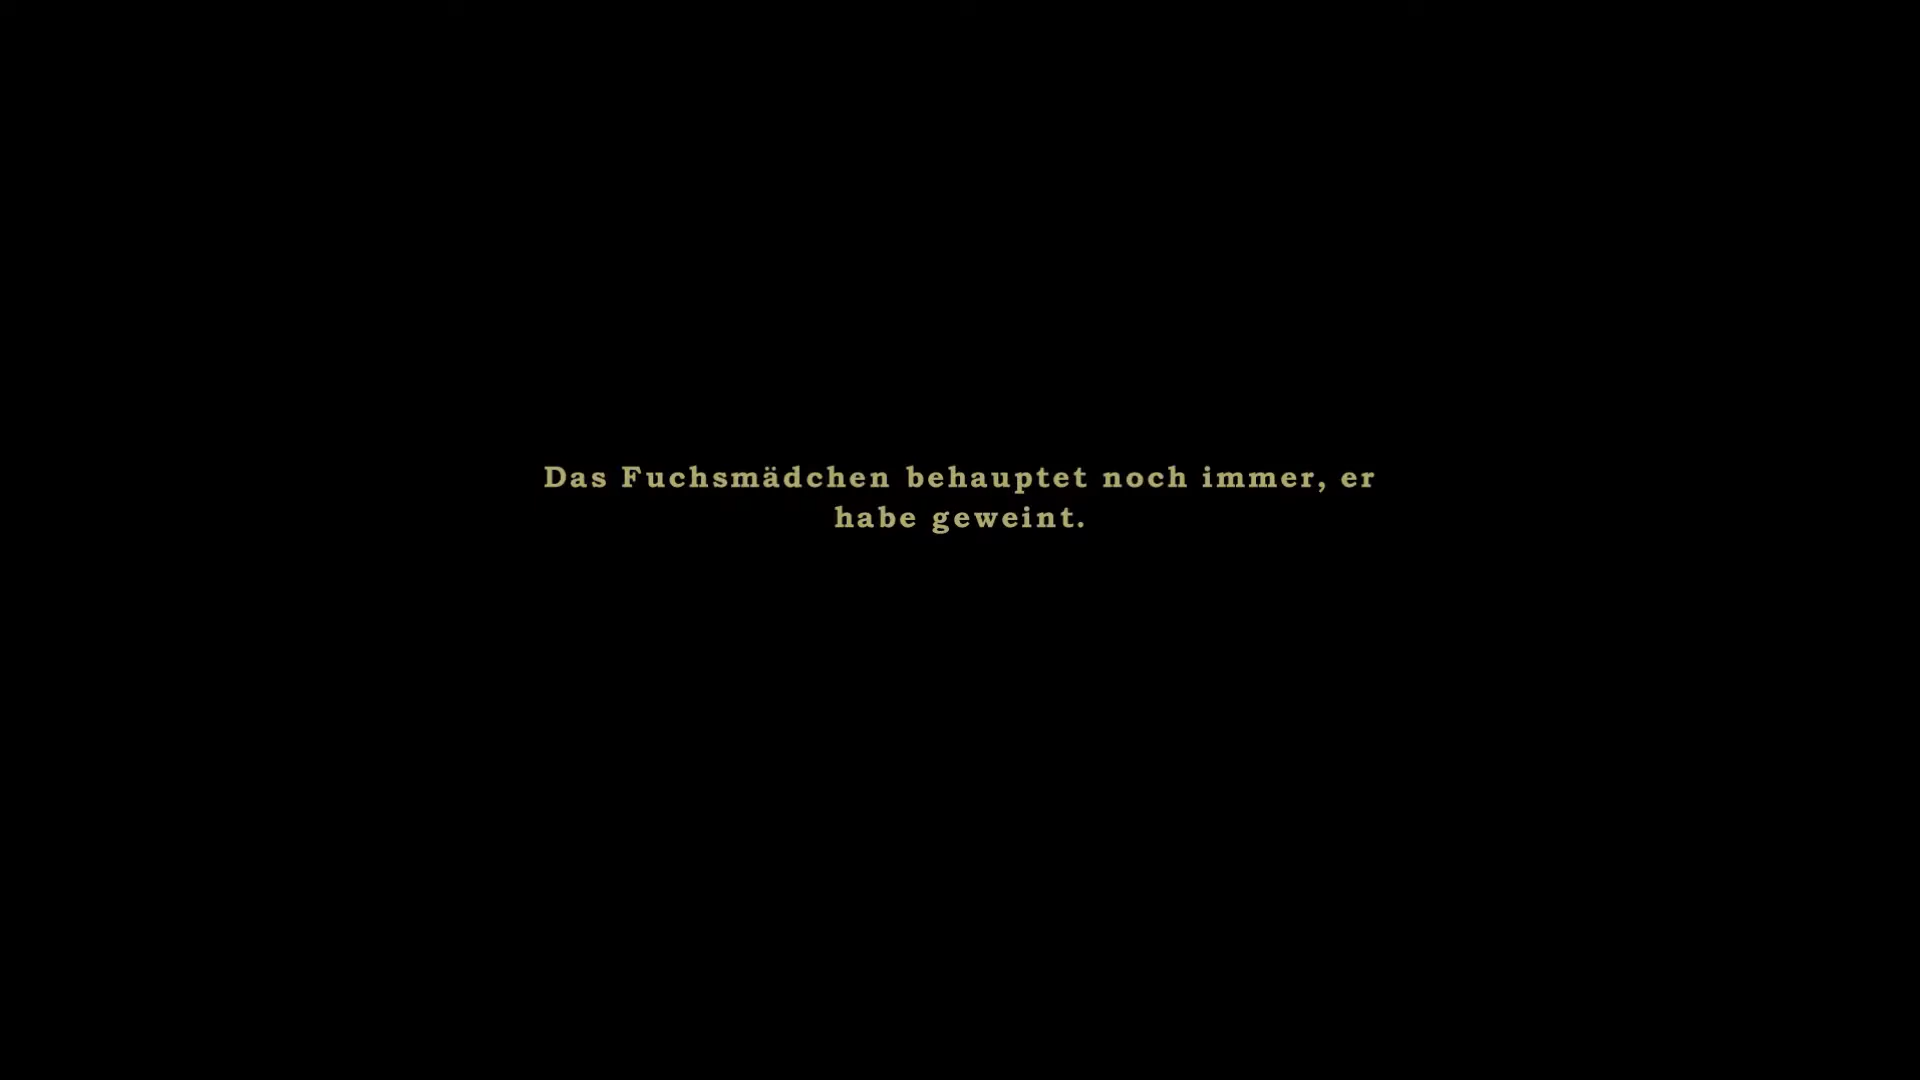 Das Fuchsmädchen behauptet noch immer, er
habe geweint.